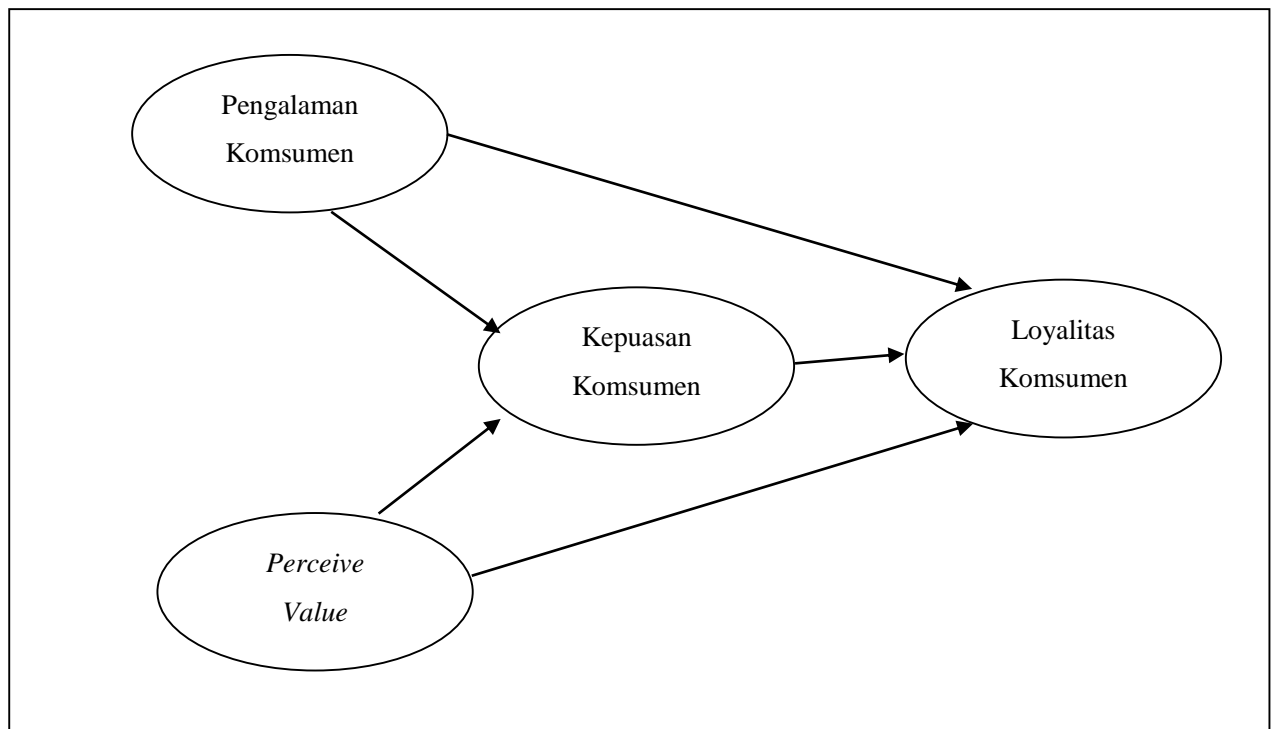 Pengalaman
Komsumen
Kepuasan
Komsumen
Loyalitas
Komsumen
Perceive
Value